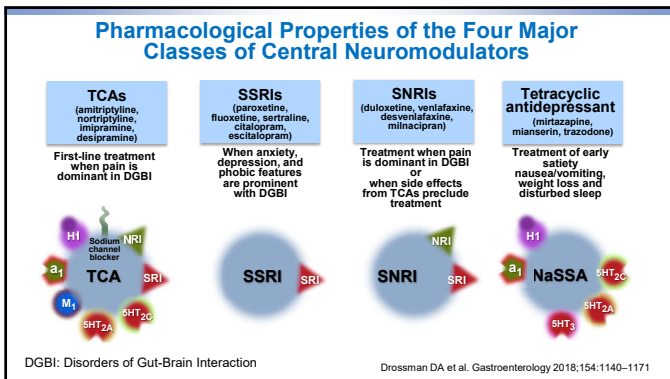 Pharmacological Properties of the Four Major
Classes of Central Neuromodulators
TCAs
(amitriptyline,
nortriptyline,
imipramine,
desipramine)
First-line treatment
when pain is
dominant in DGBI
SSRIs
(paroxetine,
fluoxetine, sertraline,
citalopram,
escitalopram)
When anxiety,
depression, and
phobic features
are prominent
with DGBI
SNRIs
(duloxetine, venlafaxine,
desvenlafaxine,
milnacipran)
Treatment when pain
is dominant in DGBI
or
when side effects
from TCAs preclude
treatment
Tetracyclic
antidepressant
(mirtazapine,
mianserin, trazodone)
Treatment of early
satiety
nausea/vomiting,
weight loss and
disturbed sleep
H1
Sodium
channel
blocker
NRI
a1
TCA
SRI
M1
5HT2A
5HT2C
SSRI
SRI
NRI
SNRI
SRI
H1
a1
NaSSA
5HT2C
5HT2A
5HT3
DGBI: Disorders of Gut-Brain Interaction
Drossman DA et al. Gastroenterology 2018;154:1140–1171